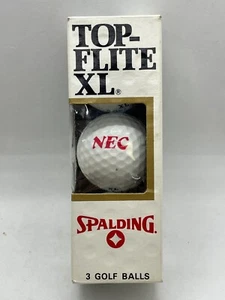 TOP-
FLITE
XL®
NEC
SPALDING®
3 GOLF BALLS